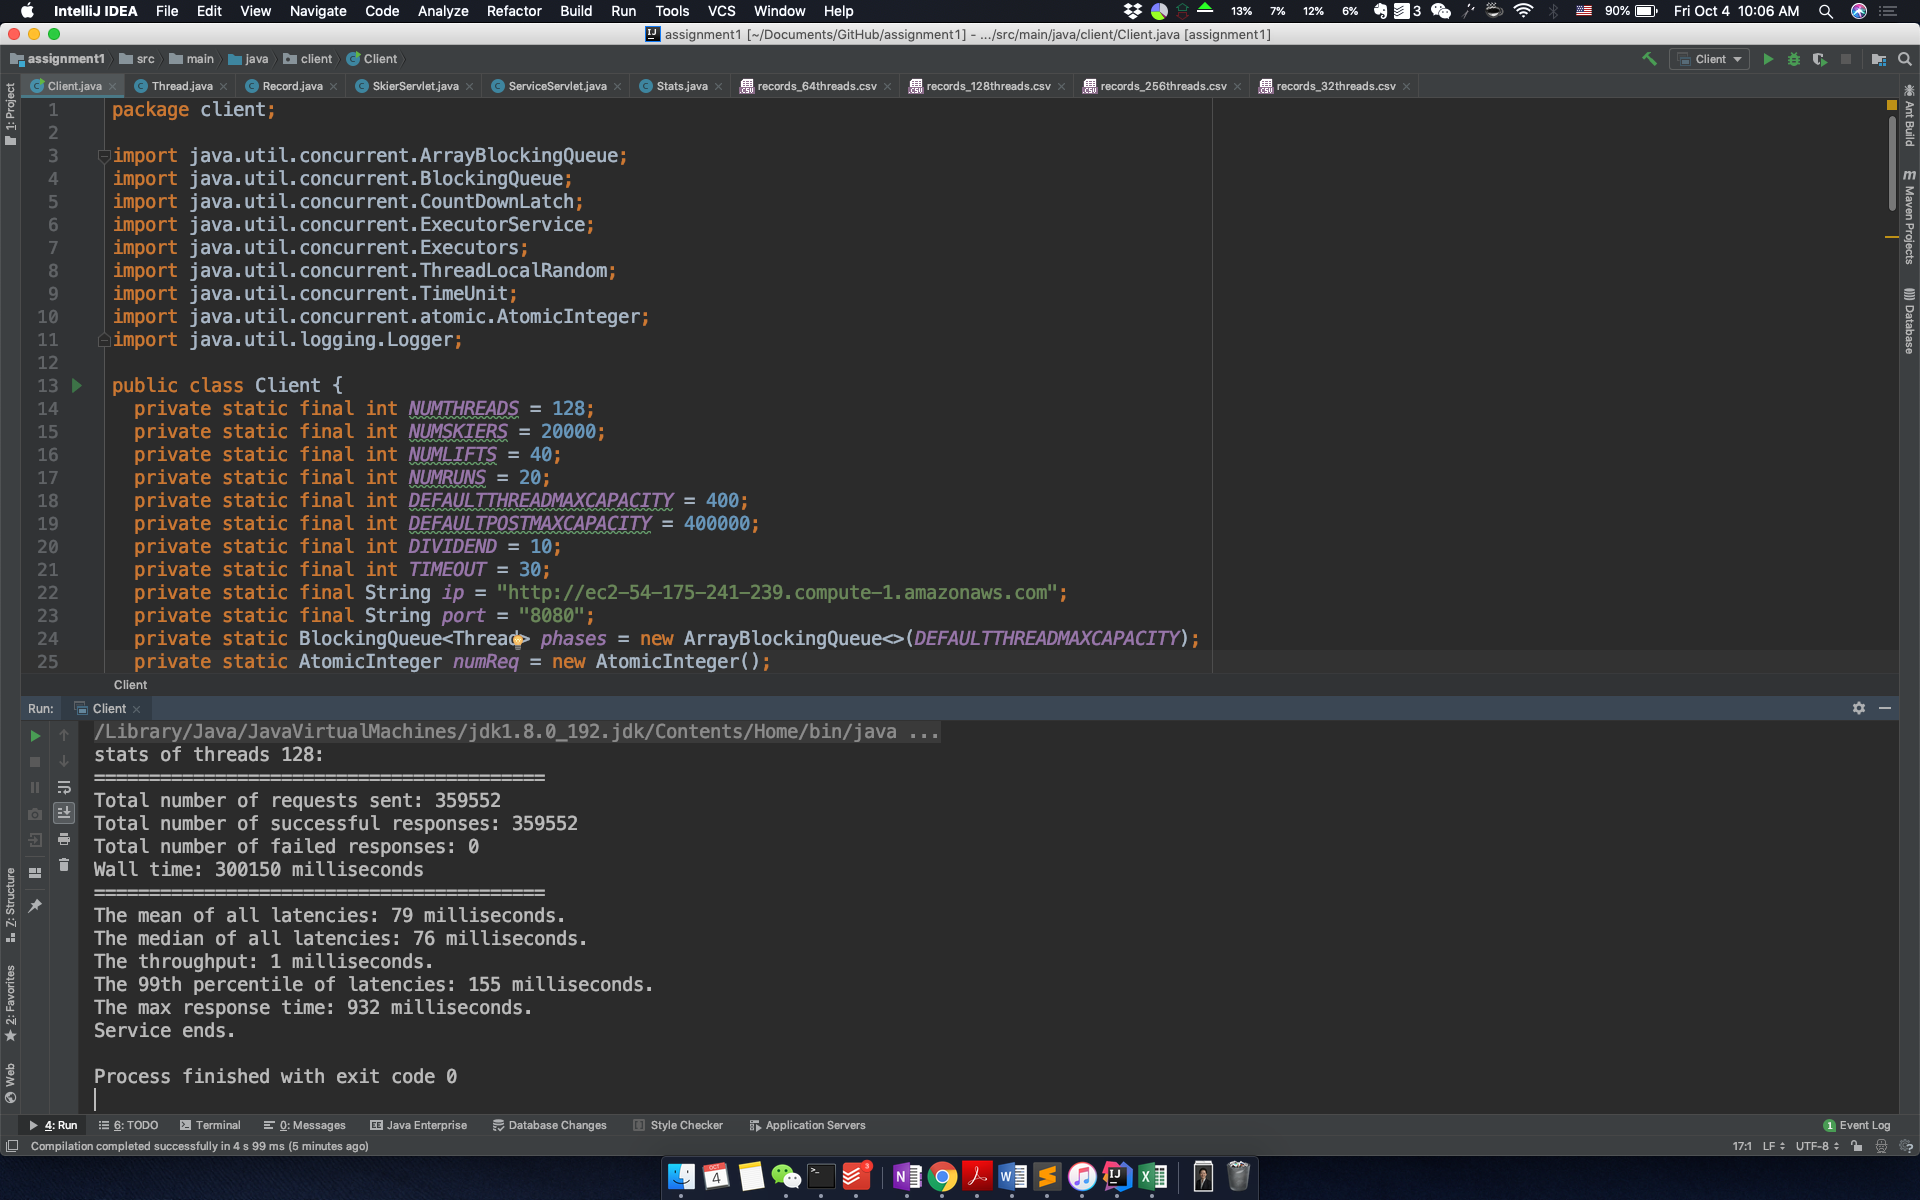 IntelliJ IDEA File Edit View Navigate Code Analyze Refactor Build Run Tools VCS Window Help 13% 7% 12% 6% 3 90% Fri Oct 4 10:06 AM
assignment1 [~/Documents/GitHub/assignment1] - .../src/main/java/client/Client.java [assignment1]
assignment1 src main java client Client Client
Client.java Thread.java Record.java SkierServlet.java ServiceServlet.java Stats.java records_64threads.csv records_128threads.csv records_256threads.csv records_32threads.csv
1: Project
Ant Build
Maven Projects
Database
1 package client;
2
3 import java.util.concurrent.ArrayBlockingQueue;
4 import java.util.concurrent.BlockingQueue;
5 import java.util.concurrent.CountDownLatch;
6 import java.util.concurrent.ExecutorService;
7 import java.util.concurrent.Executors;
8 import java.util.concurrent.ThreadLocalRandom;
9 import java.util.concurrent.TimeUnit;
10 import java.util.concurrent.atomic.AtomicInteger;
11 import java.util.logging.Logger;
12
13 public class Client {
14 private static final int NUMTHREADS = 128;
15 private static final int NUMSKIERS = 20000;
16 private static final int NUMLIFTS = 40;
17 private static final int NUMRUNS = 20;
18 private static final int DEFAULTTHREADMAXCAPACITY = 400;
19 private static final int DEFAULTPOSTMAXCAPACITY = 400000;
20 private static final int DIVIDEND = 10;
21 private static final int TIMEOUT = 30;
22 private static final String ip = "http://ec2-54-175-241-239.compute-1.amazonaws.com";
23 private static final String port = "8080";
24 private static BlockingQueue<Thread> phases = new ArrayBlockingQueue<>(DEFAULTTHREADMAXCAPACITY);
25 private static AtomicInteger numReq = new AtomicInteger();
Client
Run: Client
/Library/Java/JavaVirtualMachines/jdk1.8.0_192.jdk/Contents/Home/bin/java ...
stats of threads 128:
=========================================
Total number of requests sent: 359552
Total number of successful responses: 359552
Total number of failed responses: 0
Wall time: 300150 milliseconds
=========================================
The mean of all latencies: 79 milliseconds.
The median of all latencies: 76 milliseconds.
The throughput: 1 milliseconds.
The 99th percentile of latencies: 155 milliseconds.
The max response time: 932 milliseconds.
Service ends.
Process finished with exit code 0
Z: Structure
2: Favorites
Web
4: Run 6: TODO Terminal 0: Messages Java Enterprise Database Changes Style Checker Application Servers 1 Event Log
Compilation completed successfully in 4 s 99 ms (5 minutes ago) 17:1 LF UTF-8
OCT 4 3